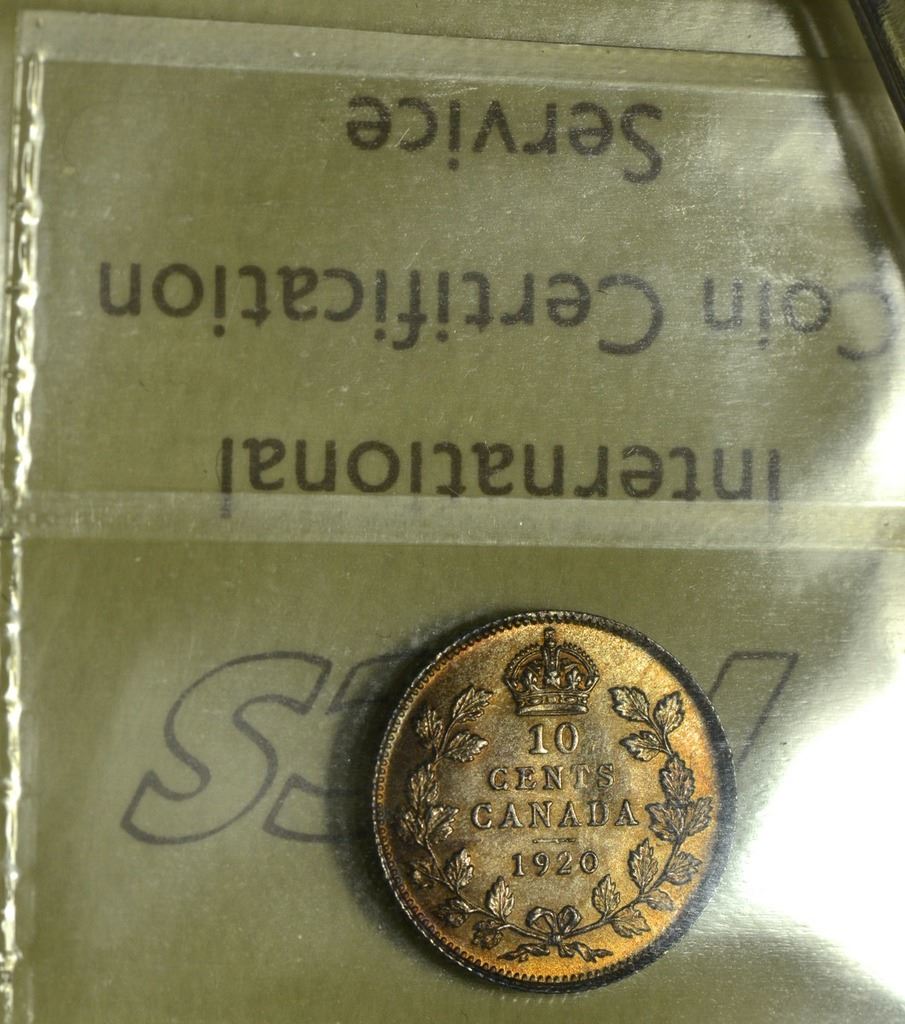 International
Coin Certification
Service
10
CENTS
CANADA
1920